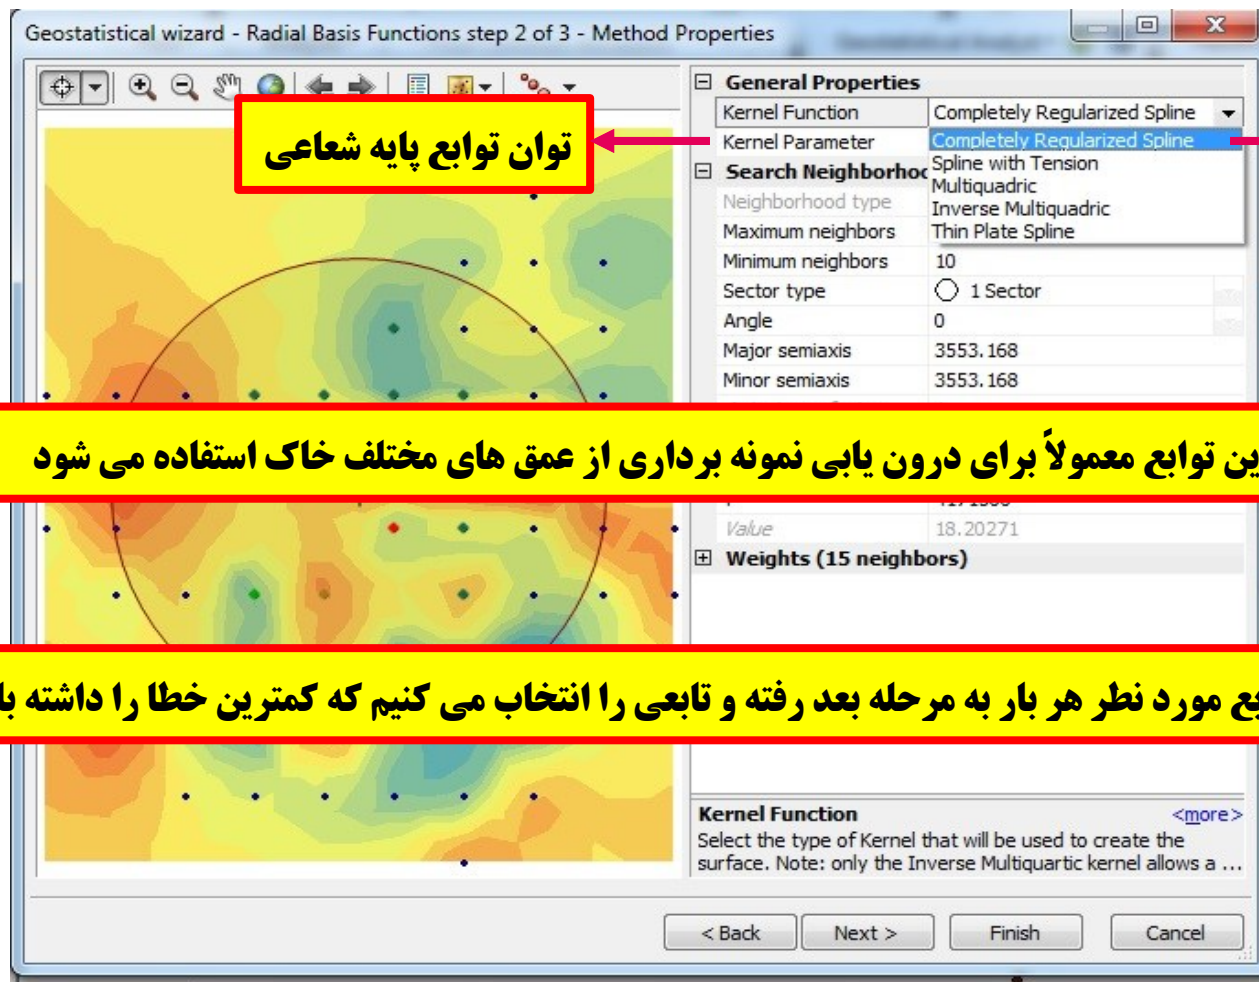 Geostatistical wizard - Radial Basis Functions step 2 of 3 - Method Properties
توان توابع پایه شعاعی
General Properties
Kernel Function Completely Regularized Spline
Kernel Parameter
Completely Regularized Spline
Spline with Tension
Multiquadric
Inverse Multiquadric
Thin Plate Spline
Neighborhood type
Maximum neighbors
Minimum neighbors 10
Sector type 1 Sector
Angle 0
Major semiaxis 3553.168
Minor semiaxis 3553.168
ین توابع معمولاً برای درون یابی نمونه برداری از عمق های مختلف خاک استفاده می شود
Value 18.20271
Weights (15 neighbors)
مورد نظر هر بار به مرحله بعد رفته و تابعی را انتخاب می کنیم که کمترین خطا را داشته
Kernel Function <more>
Select the type of Kernel that will be used to create the
surface. Note: only the Inverse Multiquartic kernel allows a ...
< Back Next > Finish Cancel